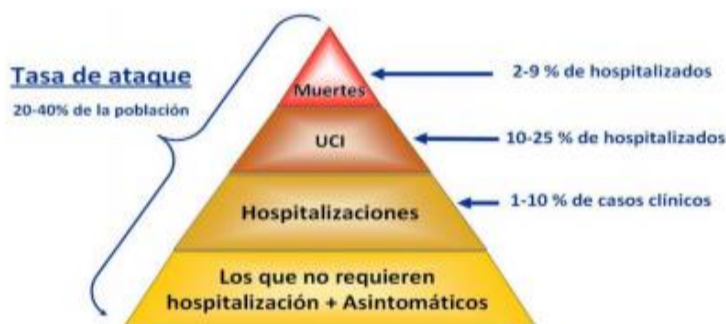 Tasa de ataque
20-40% de la población
Muertes
2-9 % de hospitalizados
UCI
10-25 % de hospitalizados
Hospitalizaciones
1-10 % de casos clínicos
Los que no requieren
hospitalización + Asintomáticos